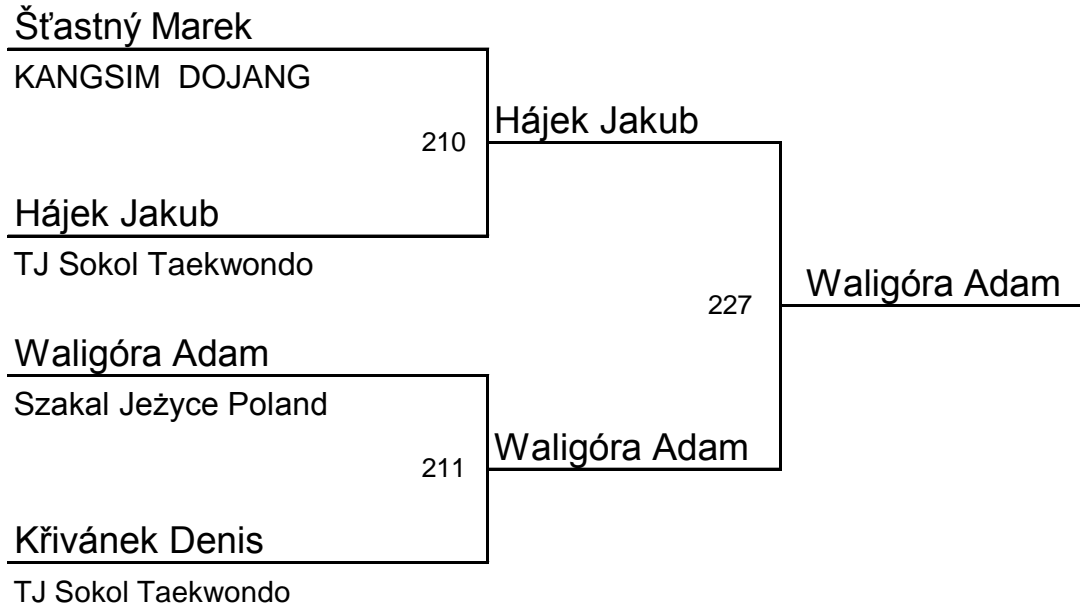 Šťastný Marek
KANGSIM DOJANG
Hájek Jakub
210
Hájek Jakub
TJ Sokol Taekwondo
Waligóra Adam
227
Waligóra Adam
Szakal Jeżyce Poland
Waligóra Adam
211
Křivánek Denis
TJ Sokol Taekwondo